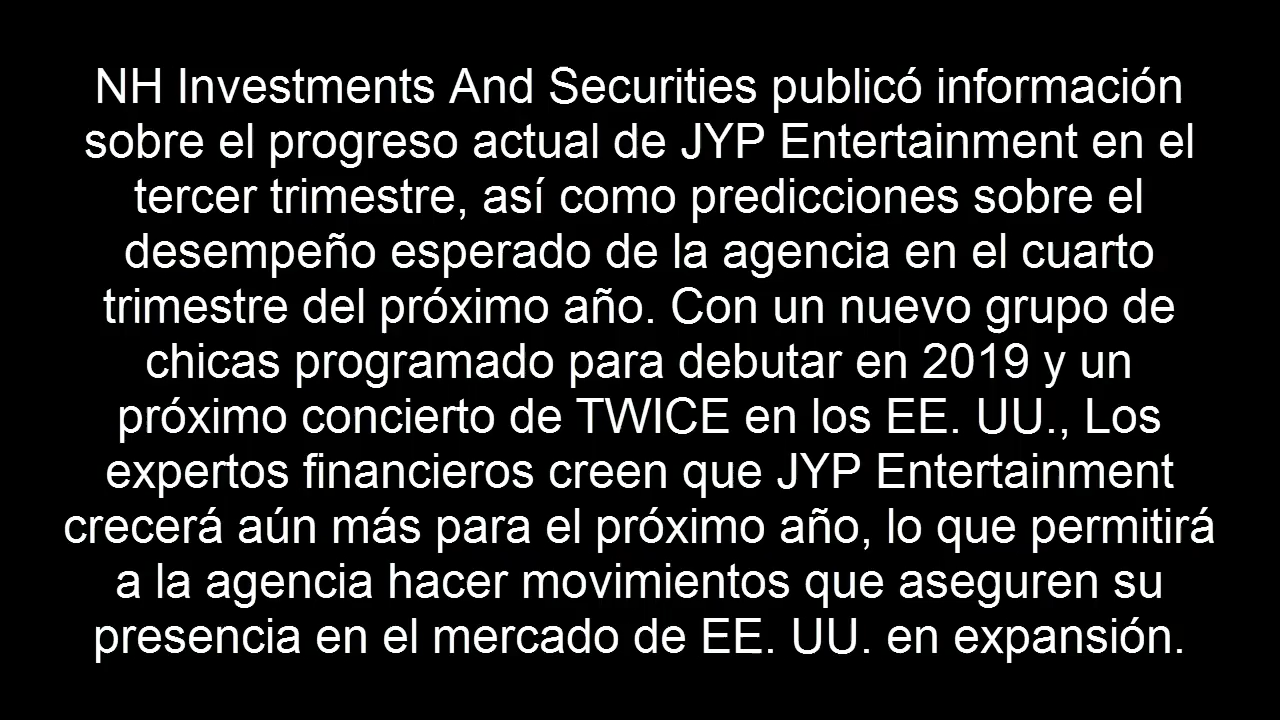 NH Investments And Securities publicó información
sobre el progreso actual de JYP Entertainment en el
tercer trimestre, así como predicciones sobre el
desempeño esperado de la agencia en el cuarto
trimestre del próximo año. Con un nuevo grupo de
chicas programado para debutar en 2019 y un
próximo concierto de TWICE en los EE. UU., Los
expertos financieros creen que JYP Entertainment
crecerá aún más para el próximo año, lo que permitirá
a la agencia hacer movimientos que aseguren su
presencia en el mercado de EE. UU. en expansión.